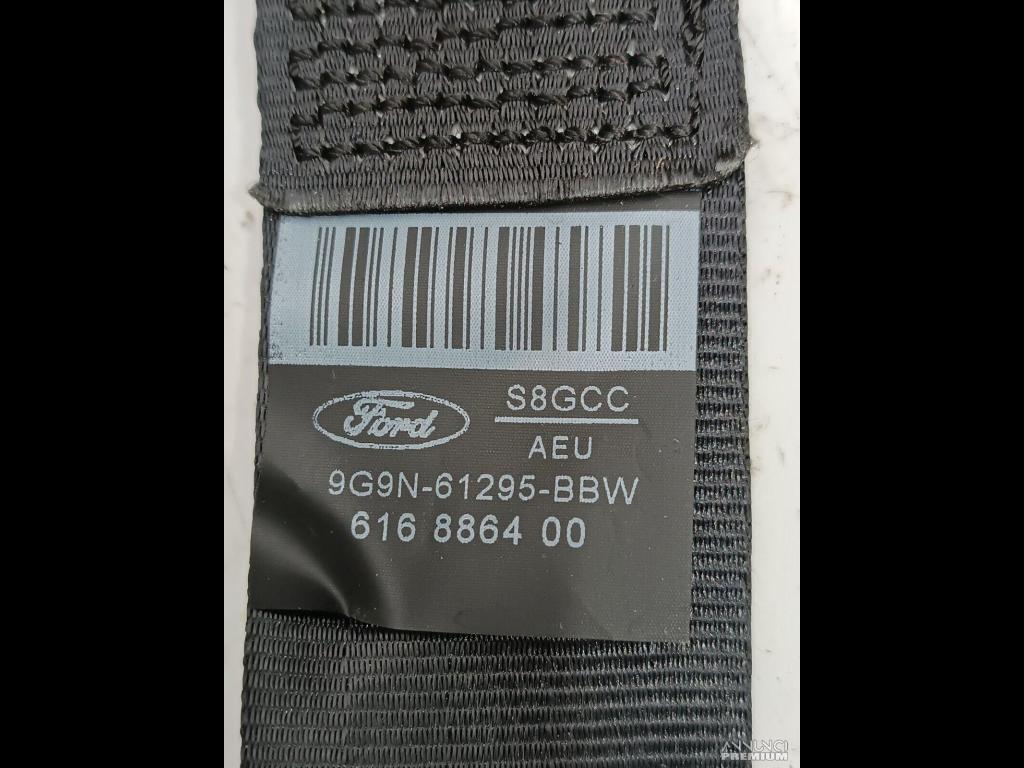 Ford
S8GCC
AEU
9G9N-61295-BBW
616 8864 00
ANNUNCI
PREMIUM